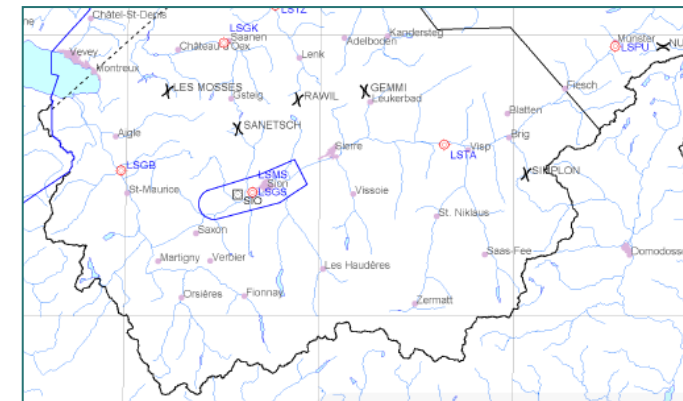 Châtel-St-Denis
LSTZ
LSGK
Saanen
Château d'Oex
Adelboden
Kandersteg
Münster
LSPU
NU
Vevey
Montreux
Lenk
LES MOSSES
Gsteig
RAWIL
GEMMI
Leukerbad
Fiesch
Blatten
SANETSCH
Aigle
Sierre
LSTA
Visp
Brig
LSGB
St-Maurice
LSMS
Sion
LSGS
SIO
Vissoie
SIMPLON
St. Niklaus
Saxon
Martigny
Verbier
Les Haudères
Saas-Fee
Domodosso
Orsières
Fionnay
Zermatt